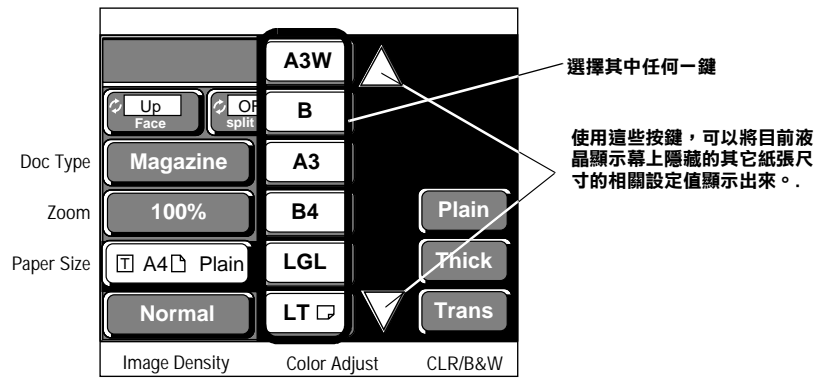 A3W
Up
Face
OF
split
B
Doc Type
Magazine
A3
Zoom
100%
B4
Plain
Paper Size
T A4 Plain
LGL
Thick
Normal
LT
Trans
Image Density
Color Adjust
CLR/B&W
選擇其中任何一鍵
使用這些按鍵，可以將目前液
晶顯示幕上隱藏的其它紙張尺
寸的相關設定值顯示出來。.